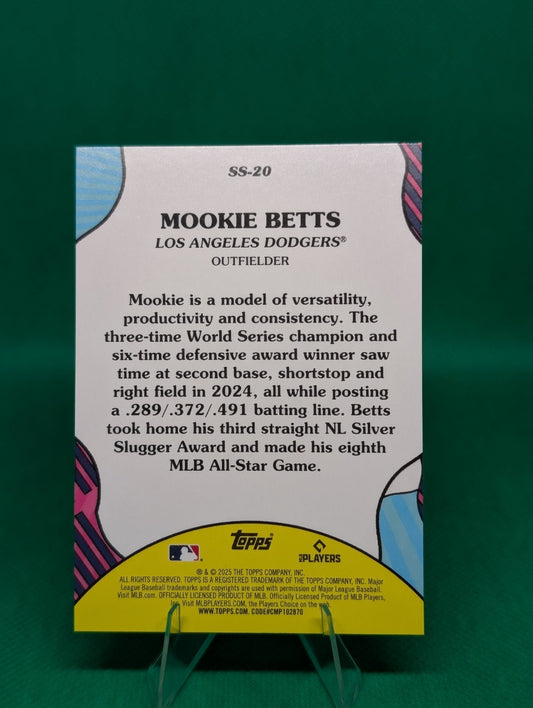 SS-20
MOOKIE BETTS
LOS ANGELES DODGERS®
OUTFIELDER
Mookie is a model of versatility,
productivity and consistency. The
three-time World Series champion and
six-time defensive award winner saw
time at second base, shortstop and
right field in 2024, all while posting
a .289/.372/.491 batting line. Betts
took home his third straight NL Silver
Slugger Award and made his eighth
MLB All-Star Game.
topps
PLAYERS
® & © 2025 THE TOPPS COMPANY, INC.
ALL RIGHTS RESERVED. TOPPS IS A REGISTERED TRADEMARK OF THE TOPPS COMPANY, INC. Major
League Baseball trademarks and copyrights are used with permission of Major League Baseball.
Visit MLB.com. OFFICIALLY LICENSED PRODUCT OF MLB. Officially Licensed Product of MLB Players,
Inc. Visit MLBPLAYERS.COM, the Players Choice on the web.
WWW.TOPPS.COM. CODE#CMP102870